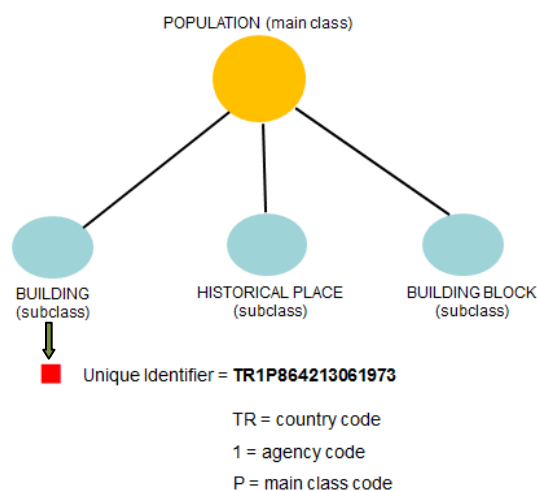 POPULATION (main class)
BUILDING
(subclass)
HISTORICAL PLACE
(subclass)
BUILDING BLOCK
(subclass)
Unique Identifier = TR1P864213061973
TR = country code
1 = agency code
P = main class code